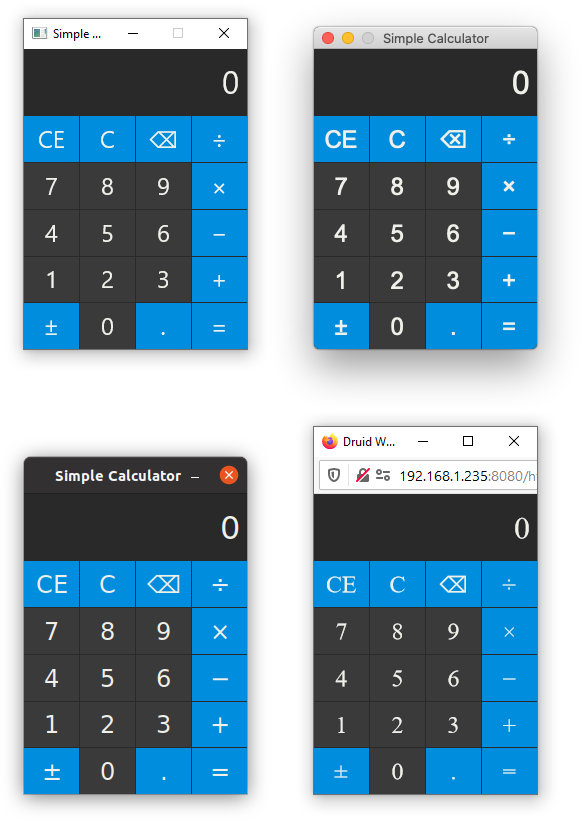 Simple ...
0
CE C ⌫ ÷
7 8 9 ×
4 5 6 −
1 2 3 +
± 0 . =
Simple Calculator
0
CE C ⌫ ÷
7 8 9 ×
4 5 6 −
1 2 3 +
± 0 . =
Simple Calculator
0
CE C ⌫ ÷
7 8 9 ×
4 5 6 −
1 2 3 +
± 0 . =
Druid W...
192.168.1.235:8080/h
0
CE C ⌫ ÷
7 8 9 ×
4 5 6 −
1 2 3 +
± 0 . =